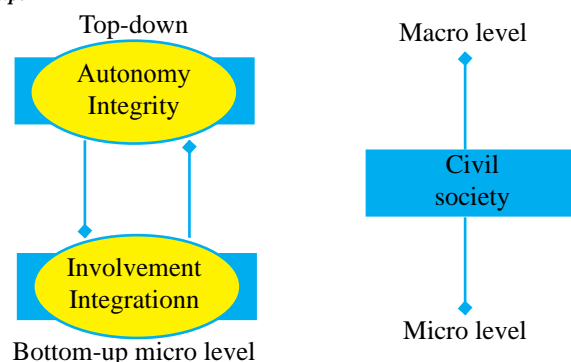 p.
Top-down
Autonomy
Integrity
Involvement
Integrationn
Bottom-up micro level
Macro level
Civil
society
Micro level